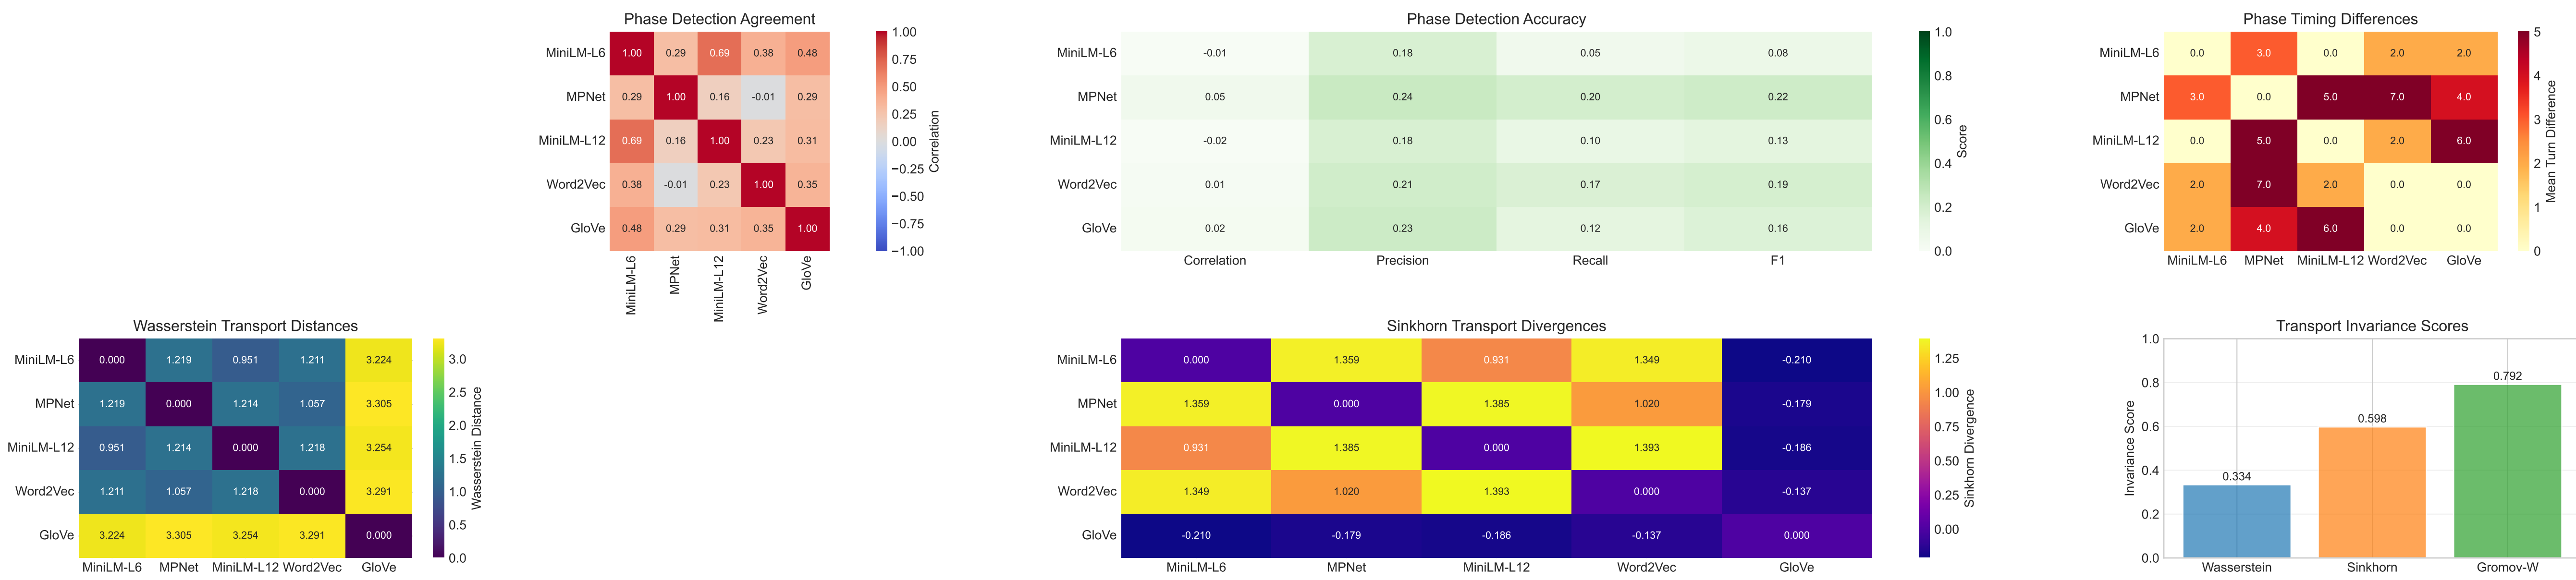 Phase Detection Agreement
MiniLM-L6 1.00 0.29 0.69 0.38 0.48
MPNet 0.29 1.00 0.16 -0.01 0.29
MiniLM-L12 0.69 0.16 1.00 0.23 0.31
Word2Vec 0.38 -0.01 0.23 1.00 0.35
GloVe 0.48 0.29 0.31 0.35 1.00
MiniLM-L6 MPNet MiniLM-L12 Word2Vec GloVe
1.00
0.75
0.50
0.25
0.00
−0.25
−0.50
−0.75
−1.00
Correlation
Phase Detection Accuracy
MiniLM-L6 -0.01 0.18 0.05 0.08
MPNet 0.05 0.24 0.20 0.22
MiniLM-L12 -0.02 0.18 0.10 0.13
Word2Vec 0.01 0.21 0.17 0.19
GloVe 0.02 0.23 0.12 0.16
Correlation Precision Recall F1
1.0
0.8
0.6
0.4
0.2
0.0
Score
Phase Timing Differences
MiniLM-L6 0.0 3.0 0.0 2.0 2.0
MPNet 3.0 0.0 5.0 7.0 4.0
MiniLM-L12 0.0 5.0 0.0 2.0 6.0
Word2Vec 2.0 7.0 2.0 0.0 0.0
GloVe 2.0 4.0 6.0 0.0 0.0
MiniLM-L6 MPNet MiniLM-L12 Word2Vec GloVe
5
4
3
2
1
0
Mean Turn Difference
Wasserstein Transport Distances
MiniLM-L6 0.000 1.219 0.951 1.211 3.224
MPNet 1.219 0.000 1.214 1.057 3.305
MiniLM-L12 0.951 1.214 0.000 1.218 3.254
Word2Vec 1.211 1.057 1.218 0.000 3.291
GloVe 3.224 3.305 3.254 3.291 0.000
MiniLM-L6 MPNet MiniLM-L12 Word2Vec GloVe
3.0
2.5
2.0
1.5
1.0
0.5
0.0
Wasserstein Distance
Sinkhorn Transport Divergences
MiniLM-L6 0.000 1.359 0.931 1.349 -0.210
MPNet 1.359 0.000 1.385 1.020 -0.179
MiniLM-L12 0.931 1.385 0.000 1.393 -0.186
Word2Vec 1.349 1.020 1.393 0.000 -0.137
GloVe -0.210 -0.179 -0.186 -0.137 0.000
MiniLM-L6 MPNet MiniLM-L12 Word2Vec GloVe
1.25
1.00
0.75
0.50
0.25
0.00
Sinkhorn Divergence
Transport Invariance Scores
1.0
0.8
0.6
0.4
0.2
0.0
Invariance Score
0.334
0.598
0.792
Wasserstein Sinkhorn Gromov-W